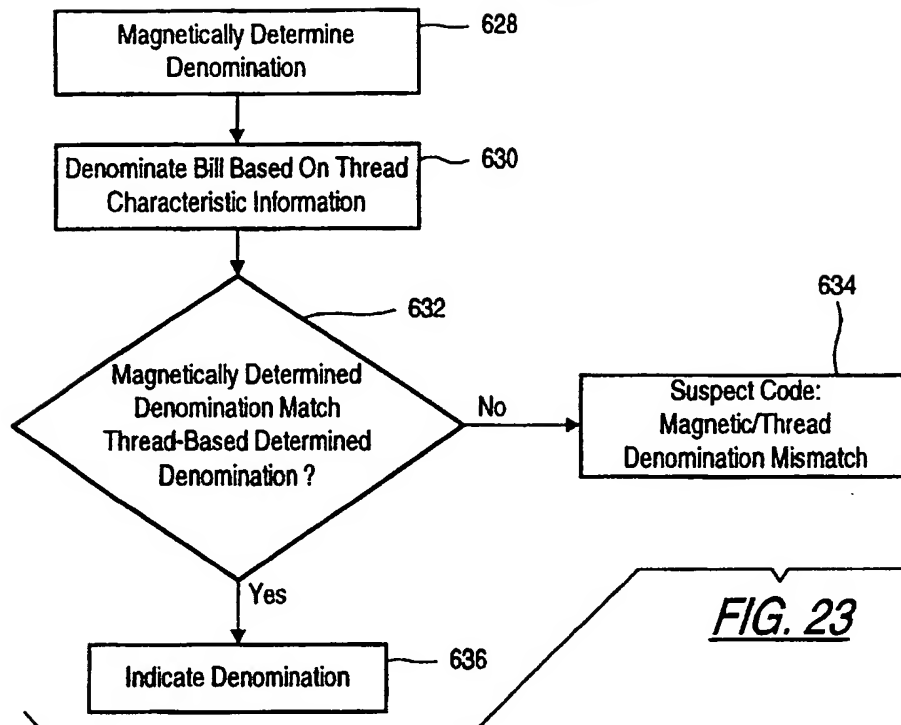 Magnetically Determine
Denomination
628
Denominate Bill Based On Thread
Characteristic Information
630
632
Magnetically Determined
Denomination Match
Thread-Based Determined
Denomination ?
No
634
Suspect Code:
Magnetic/Thread
Denomination Mismatch
Yes
Indicate Denomination
636
FIG. 23